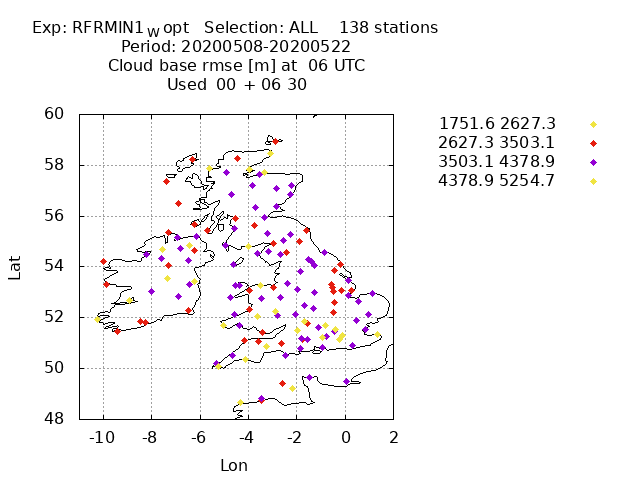 Exp: RFRMIN1 W opt Selection: ALL 138 stations
Period: 20200508-20200522
Cloud base rmse [m] at 06 UTC
Used 00 + 06 30
1751.6 2627.3
2627.3 3503.1
3503.1 4378.9
4378.9 5254.7
60
58
56
54
52
50
48
Lat
-10 -8 -6 -4 -2 0 2
Lon